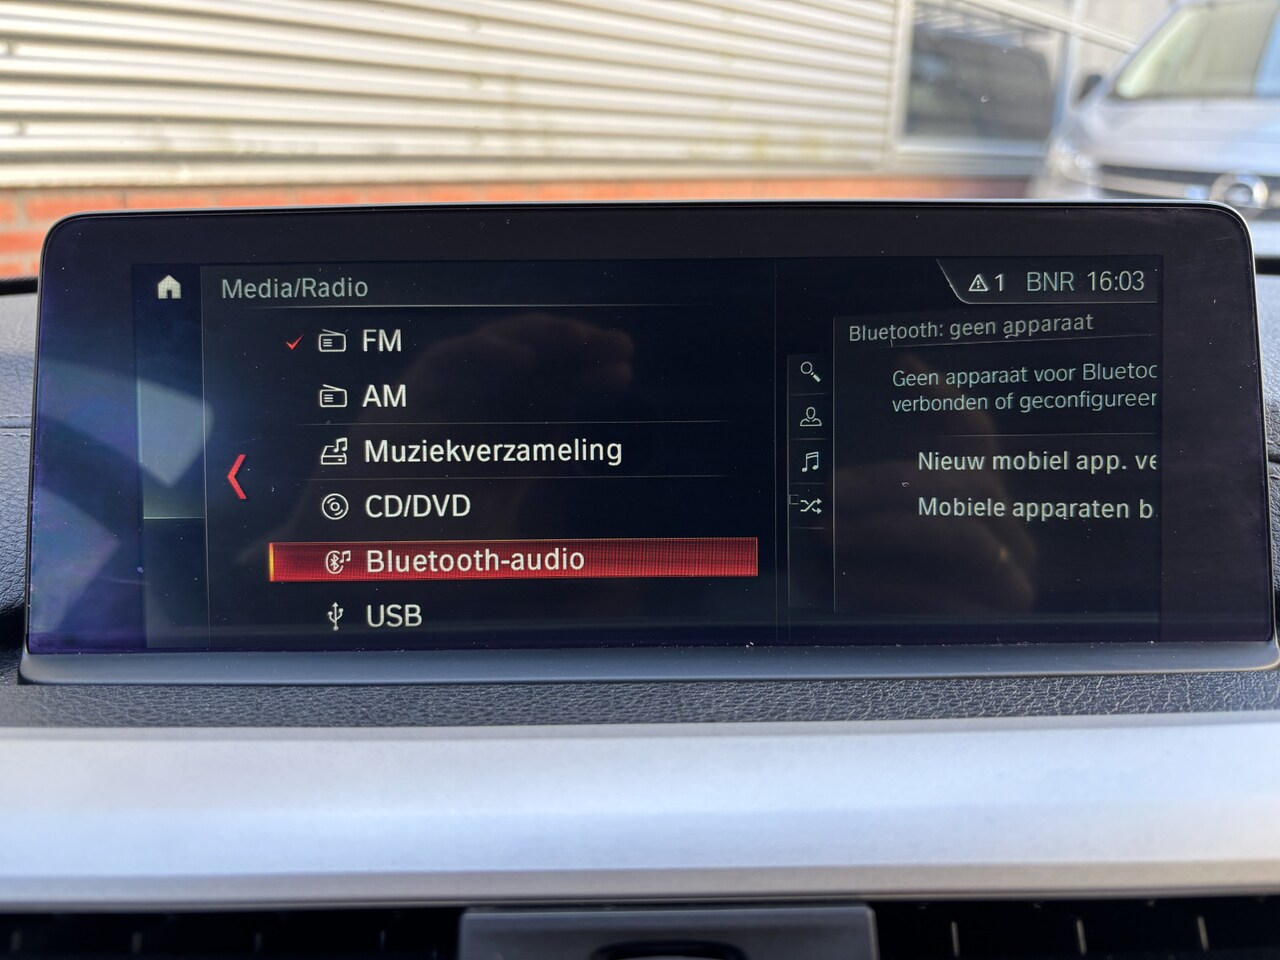 Media/Radio
1 BNR 16:03
FM
AM
Muziekverzameling
CD/DVD
Bluetooth-audio
USB
Bluetooth: geen apparaat
Geen apparaat voor Bluetoo
verbonden of geconfigureer
Nieuw mobiel app. ve
Mobiele apparaten b